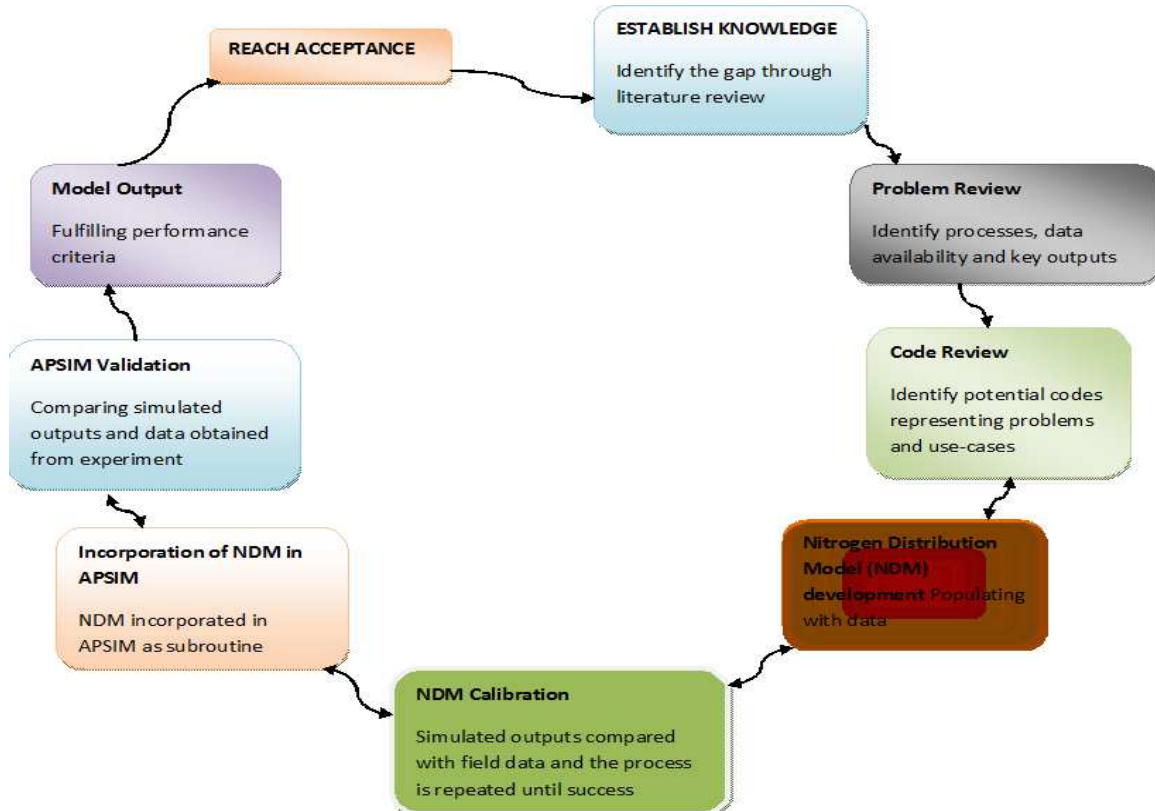 REACH ACCEPTANCE
ESTABLISH KNOWLEDGE
Identify the gap through
literature review
Problem Review
Identify processes, data
availability and key outputs
Code Review
Identify potential codes
representing problems
and use-cases
Nitrogen Distribution
Model (NDM)
development Populating
with data
NDM Calibration
Simulated outputs compared
with field data and the process
is repeated until success
Incorporation of NDM in
APSIM
NDM incorporated in
APSIM as subroutine
APSIM Validation
Comparing simulated
outputs and data obtained
from experiment
Model Output
Fulfilling performance
criteria